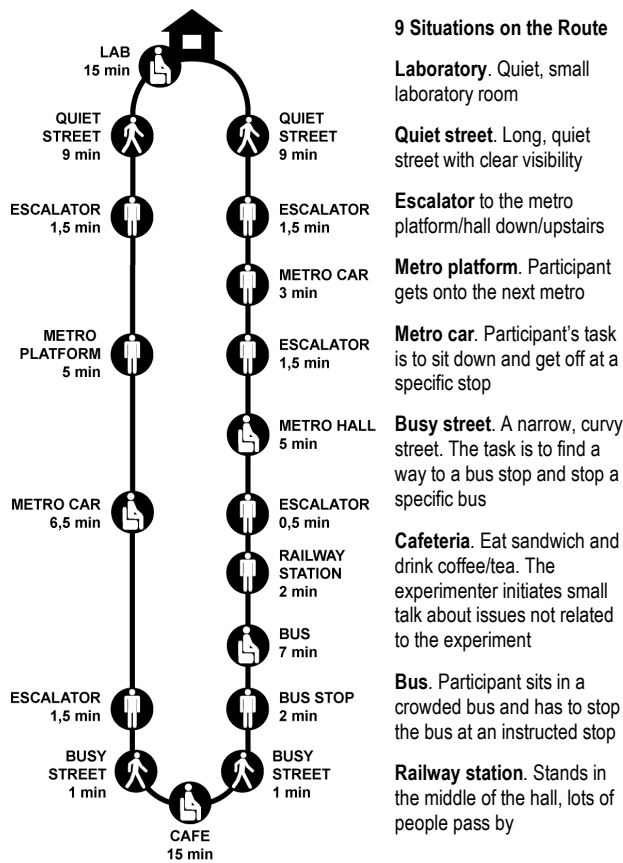 LAB
15 min
QUIET
STREET
9 min
ESCALATOR
1,5 min
METRO
PLATFORM
5 min
METRO CAR
6,5 min
ESCALATOR
1,5 min
BUSY
STREET
1 min
CAFE
15 min
QUIET
STREET
9 min
ESCALATOR
1,5 min
METRO CAR
3 min
ESCALATOR
1,5 min
METRO HALL
5 min
ESCALATOR
0,5 min
RAILWAY
STATION
2 min
BUS
7 min
BUS STOP
2 min
BUSY
STREET
1 min
9 Situations on the Route
Laboratory. Quiet, small
laboratory room
Quiet street. Long, quiet
street with clear visibility
Escalator to the metro
platform/hall down/upstairs
Metro platform. Participant
gets onto the next metro
Metro car. Participant’s task
is to sit down and get off at a
specific stop
Busy street. A narrow, curvy
street. The task is to find a
way to a bus stop and stop a
specific bus
Cafeteria. Eat sandwich and
drink coffee/tea. The
experimenter initiates small
talk about issues not related
to the experiment
Bus. Participant sits in a
crowded bus and has to stop
the bus at an instructed stop
Railway station. Stands in
the middle of the hall, lots of
people pass by